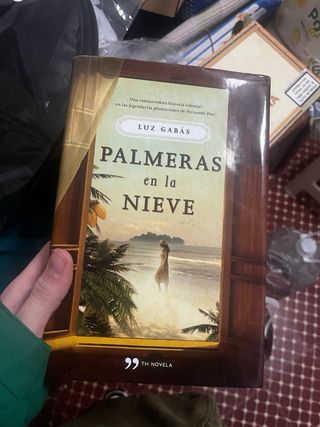 Una conmovedora historia colonial
en las legendarias plantaciones de Fernando Poo
LUZ GABÁS
PALMERAS
en la
NIEVE
TH NOVELA